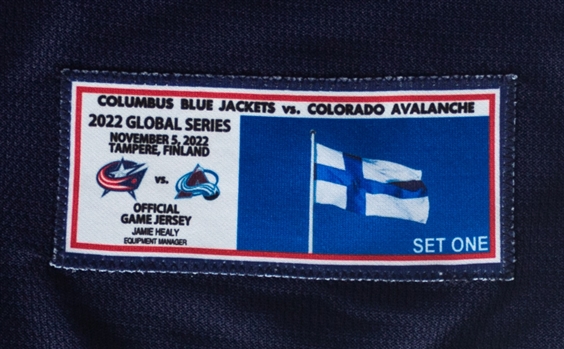 COLUMBUS BLUE JACKETS vs. COLORADO AVALANCHE
2022 GLOBAL SERIES
NOVEMBER 5, 2022
TAMPERE, FINLAND
vs.
OFFICIAL
GAME JERSEY
JAMIE HEALY
EQUIPMENT MANAGER
SET ONE